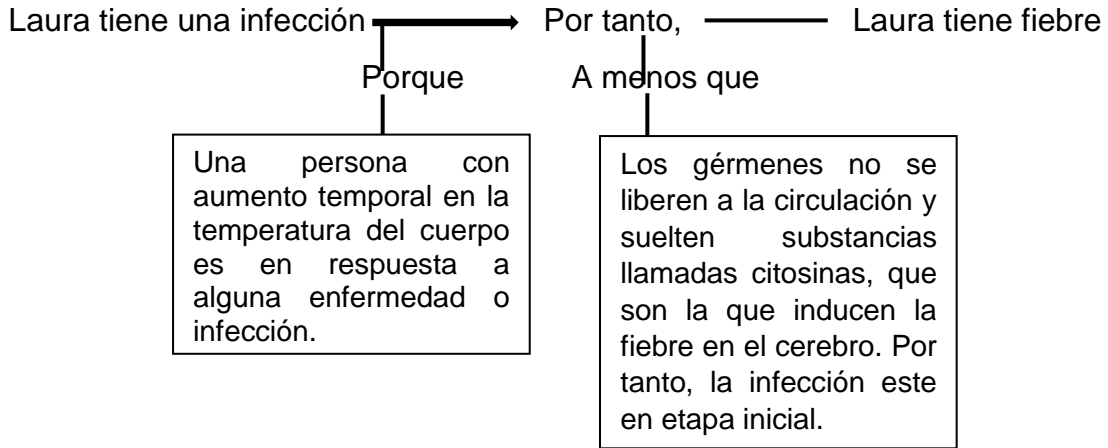 Laura tiene una infección Por tanto, Laura tiene fiebre
Porque A menos que
Una persona con
aumento temporal en la
temperatura del cuerpo
es en respuesta a
alguna enfermedad o
infección.
Los gérmenes no se
liberen a la circulación y
suelten substancias
llamadas citosinas, que
son la que inducen la
fiebre en el cerebro. Por
tanto, la infección este
en etapa inicial.